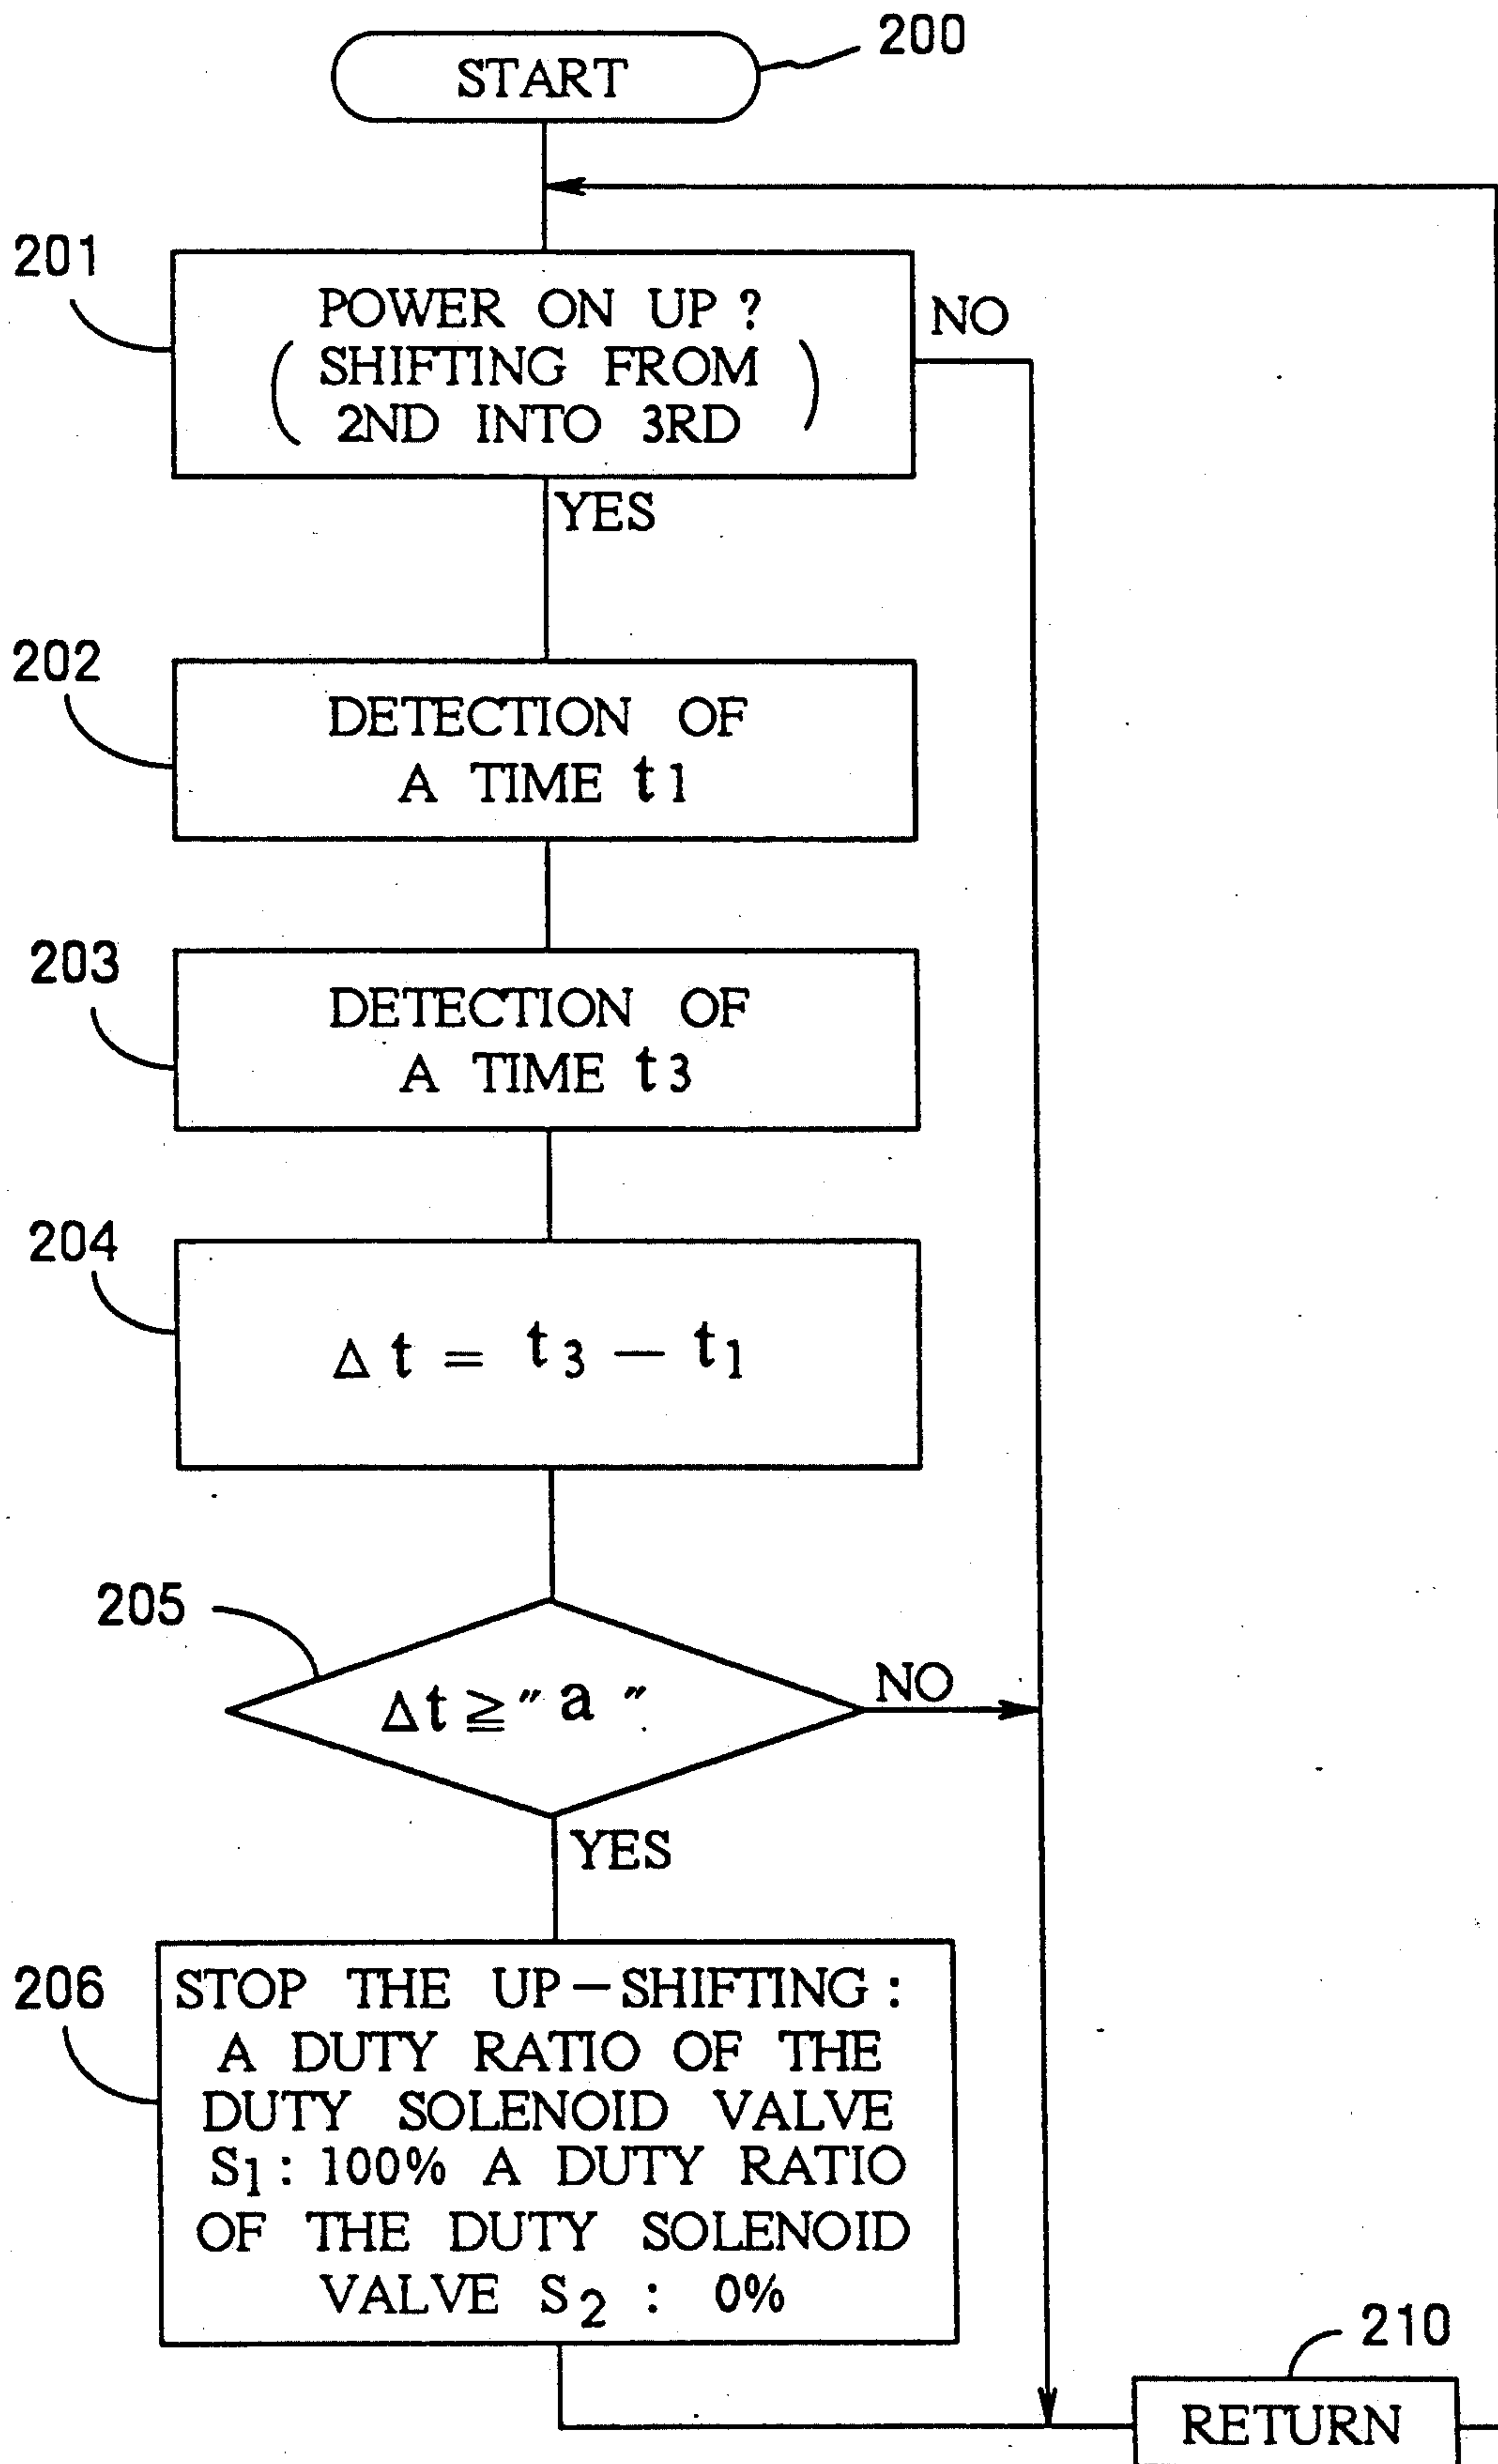 200
START
201
POWER ON UP ?
NO
( SHIFTING FROM
2ND INTO 3RD )
YES
202
DETECTION OF
A TIME t1
203
DETECTION OF
A TIME t3
204
Δt = t3 − t1
205
Δt ≧ "a"
NO
YES
206
STOP THE UP−SHIFTING :
A DUTY RATIO OF THE
DUTY SOLENOID VALVE
S1 : 100% A DUTY RATIO
OF THE DUTY SOLENOID
VALVE S2 : 0%
210
RETURN